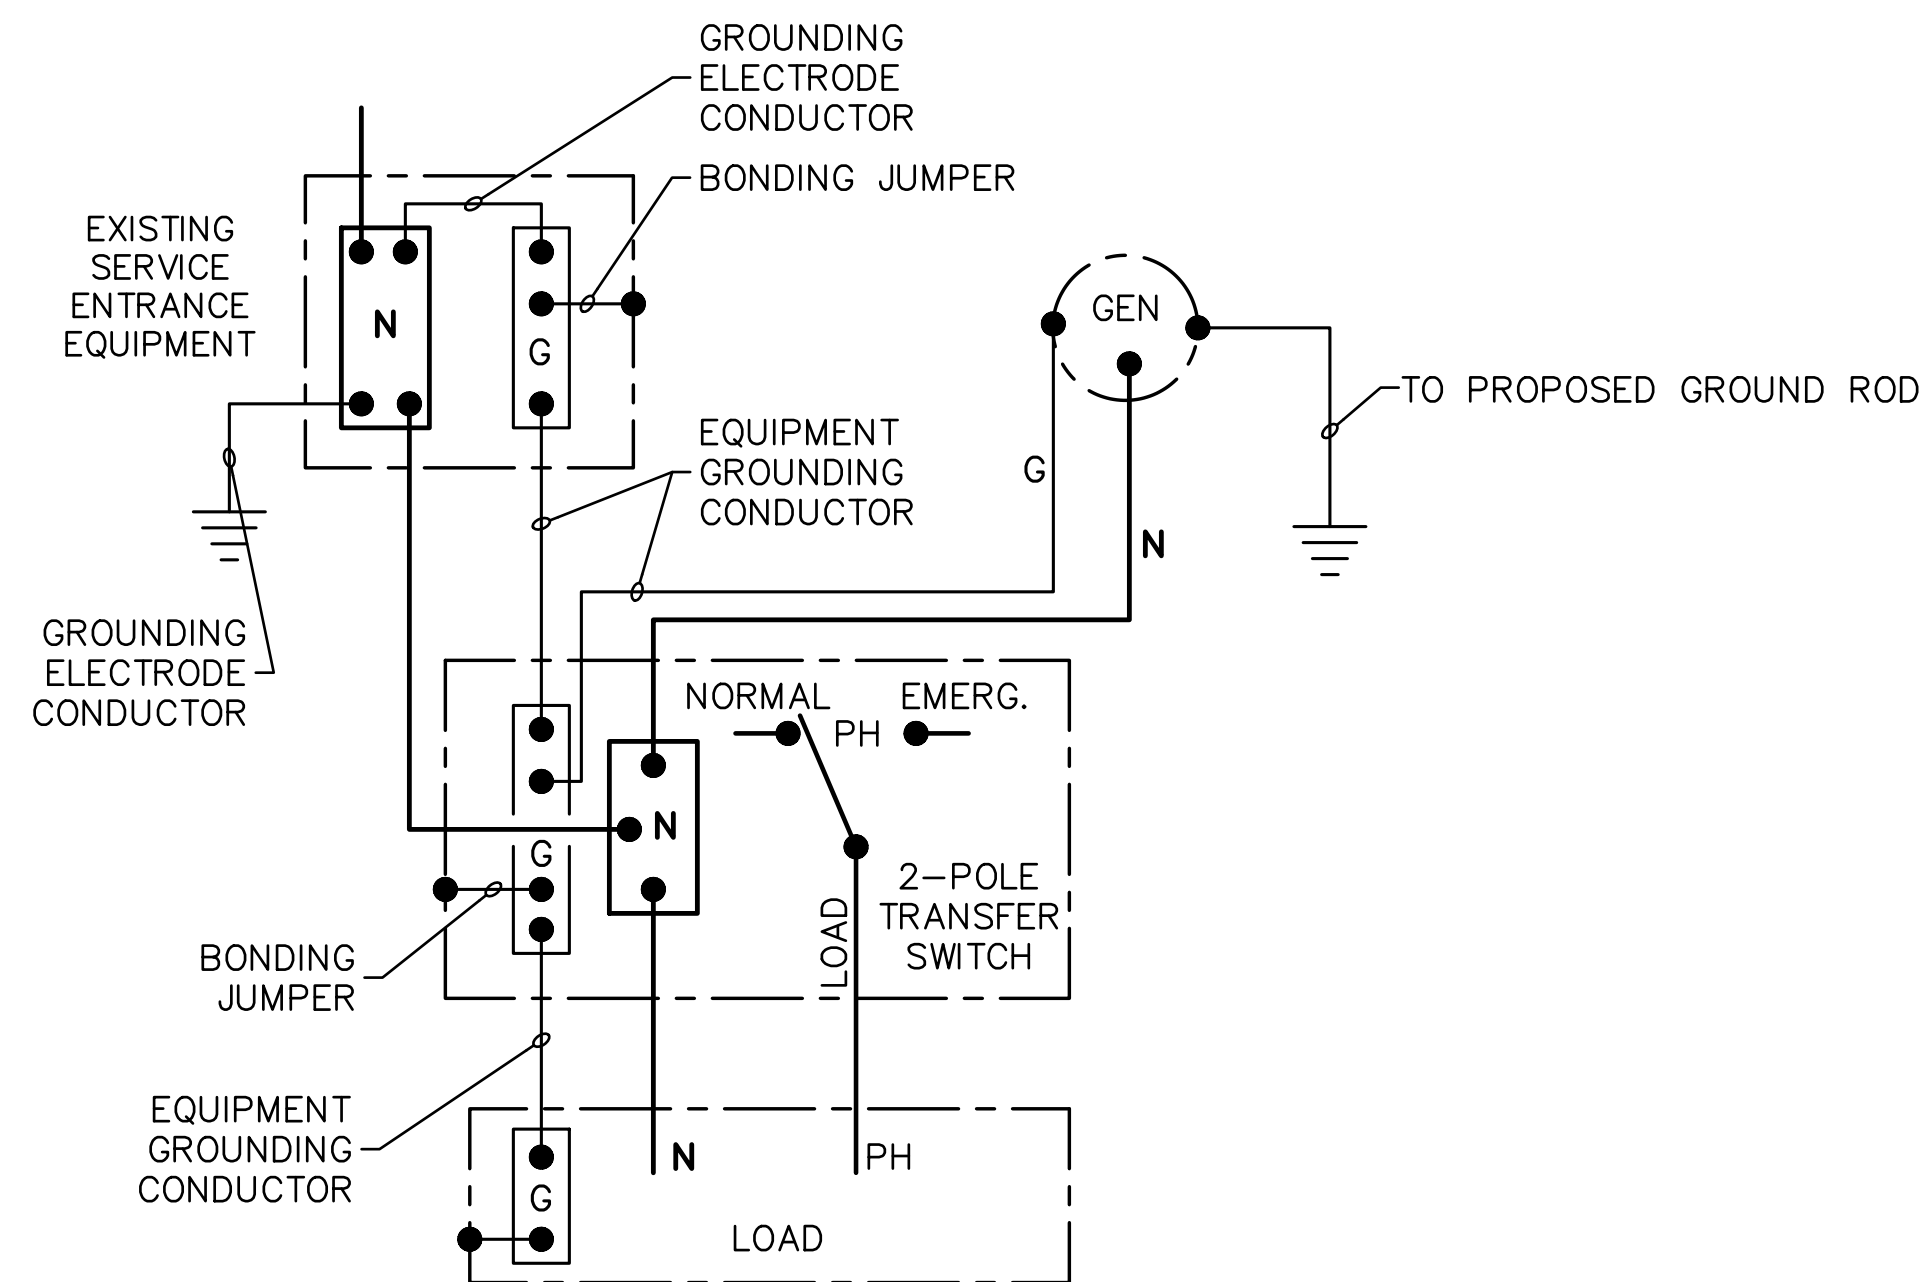 GROUNDING
ELECTRODE
CONDUCTOR
BONDING JUMPER
EXISTING
SERVICE
ENTRANCE
EQUIPMENT
N
G
GEN
TO PROPOSED GROUND ROD
EQUIPMENT
GROUNDING
CONDUCTOR
G
N
GROUNDING
ELECTRODE
CONDUCTOR
NORMAL
EMERG.
PH
N
G
2-POLE
TRANSFER
SWITCH
LOAD
BONDING
JUMPER
EQUIPMENT
GROUNDING
CONDUCTOR
N
PH
G
LOAD